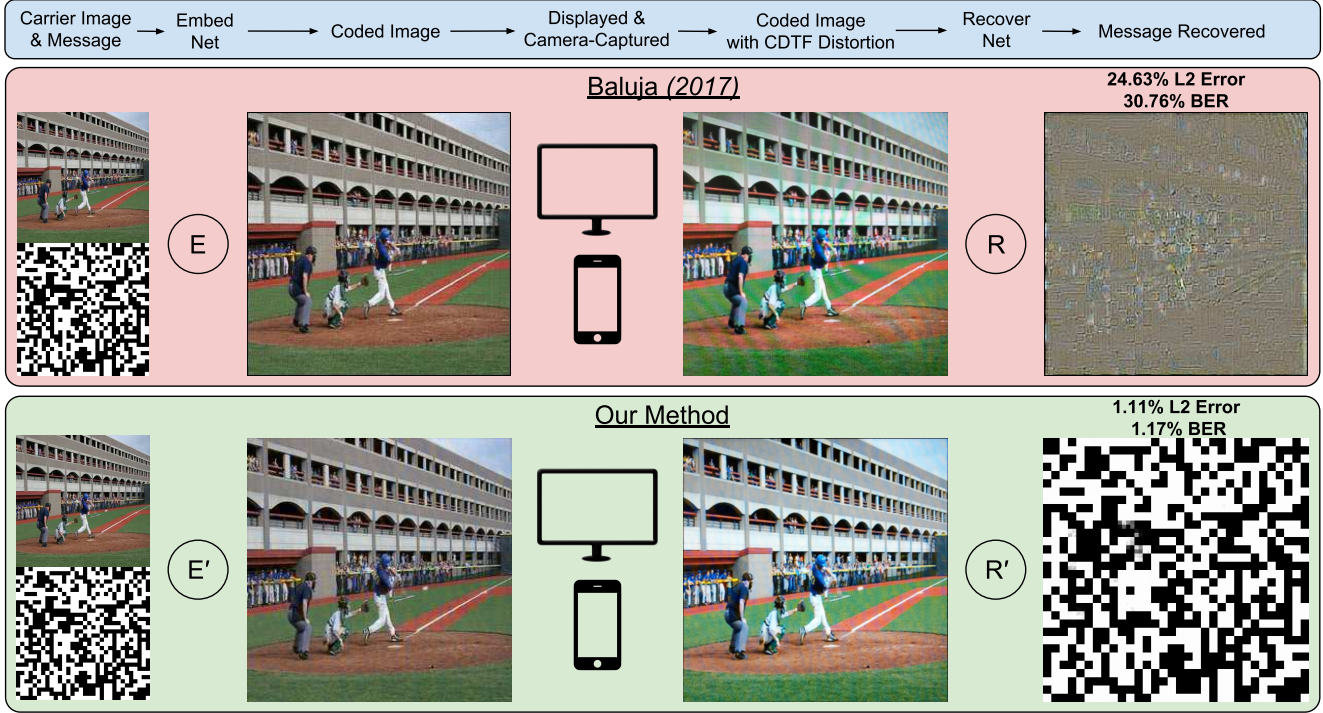 Carrier Image
& Message
Embed
Net
Coded Image
Displayed &
Camera-Captured
Coded Image
with CDTF Distortion
Recover
Net
Message Recovered
Baluja (2017)
24.63% L2 Error
30.76% BER
E
R
Our Method
1.11% L2 Error
1.17% BER
E′
R′